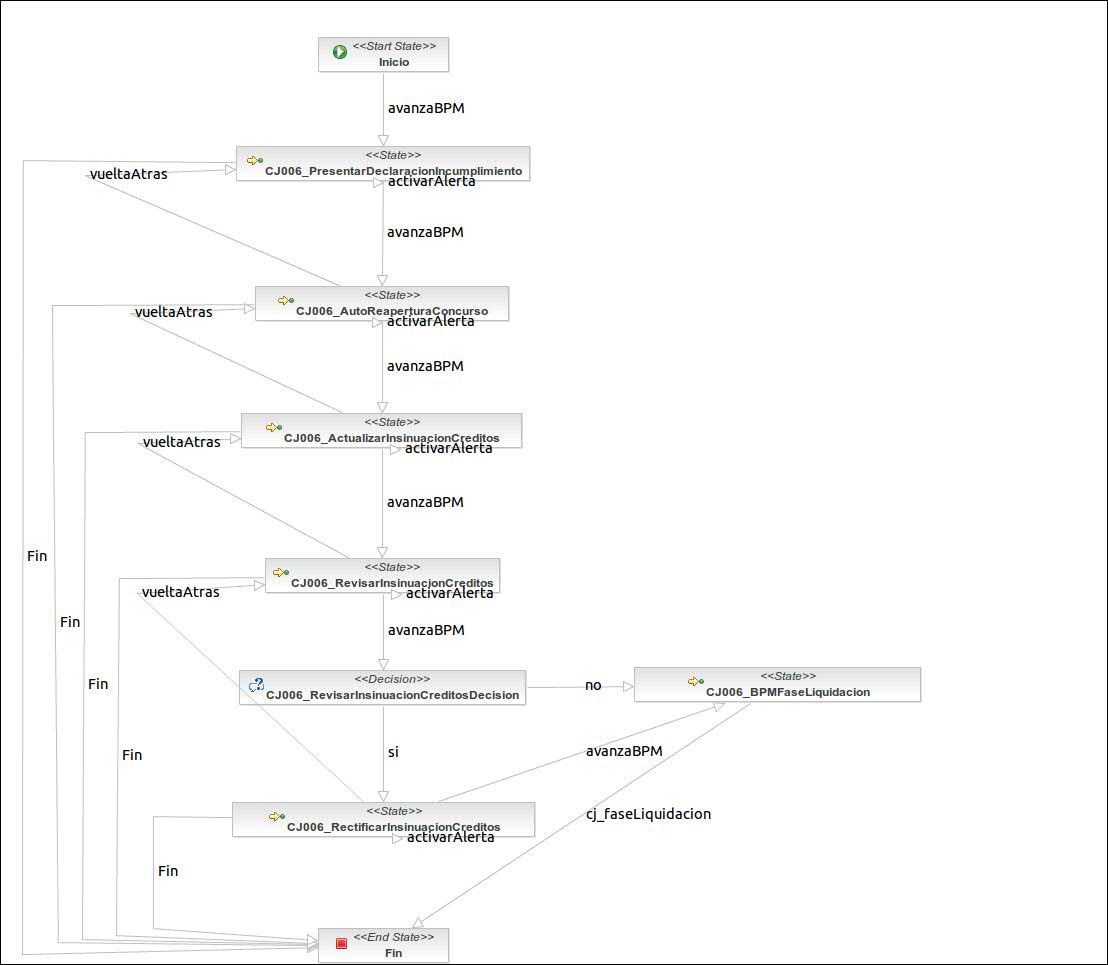 <<Start State>>
Inicio
avanzaBPM
<<State>>
CJ006_PresentarDeclaracionIncumplimiento
vueltaAtras
activarAlerta
avanzaBPM
<<State>>
CJ006_AutoReaperturaConcurso
vueltaAtras
activarAlerta
avanzaBPM
<<State>>
CJ006_ActualizarInsinuacionCreditos
vueltaAtras
activarAlerta
avanzaBPM
Fin
<<State>>
CJ006_RevisarInsinuacionCreditos
vueltaAtras
activarAlerta
Fin
avanzaBPM
<<Decision>>
CJ006_RevisarInsinuacionCreditosDecision
no
<<State>>
CJ006_BPMFaseLiquidacion
Fin
si
avanzaBPM
Fin
<<State>>
CJ006_RectificarInsinuacionCreditos
activarAlerta
cj_faseLiquidacion
Fin
<<End State>>
Fin